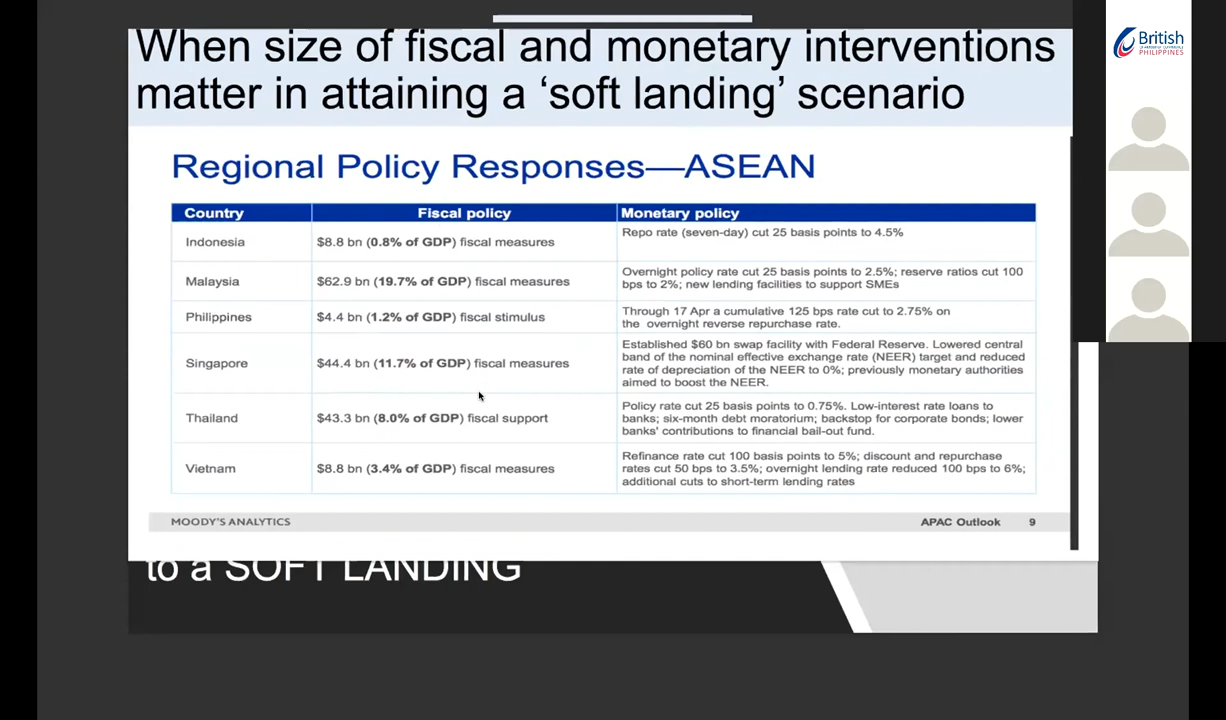 When size of fiscal and monetary interventions
matter in attaining a ‘soft landing’ scenario
British
PHILIPPINES
Regional Policy Responses—ASEAN
Country Fiscal policy Monetary policy
Indonesia $8.8 bn (0.8% of GDP) fiscal measures Repo rate (seven-day) cut 25 basis points to 4.5%
Malaysia $62.9 bn (19.7% of GDP) fiscal measures Overnight policy rate cut 25 basis points to 2.5%; reserve ratios cut 100
bps to 2%; new lending facilities to support SMEs
Philippines $4.4 bn (1.2% of GDP) fiscal stimulus Through 17 Apr a cumulative 125 bps rate cut to 2.75% on
the overnight reverse repurchase rate.
Singapore $44.4 bn (11.7% of GDP) fiscal measures Established $60 bn swap facility with Federal Reserve. Lowered central
band of the nominal effective exchange rate (NEER) target and reduced
rate of depreciation of the NEER to 0%; previously monetary authorities
aimed to boost the NEER.
Thailand $43.3 bn (8.0% of GDP) fiscal support Policy rate cut 25 basis points to 0.75%. Low-interest rate loans to
banks; six-month debt moratorium; backstop for corporate bonds; lower
banks' contributions to financial bail-out fund.
Vietnam $8.8 bn (3.4% of GDP) fiscal measures Refinance rate cut 100 basis points to 5%; discount and repurchase
rates cut 50 bps to 3.5%; overnight lending rate reduced 100 bps to 6%;
additional cuts to short-term lending rates
MOODY'S ANALYTICS APAC Outlook 9
to a SOFT LANDING